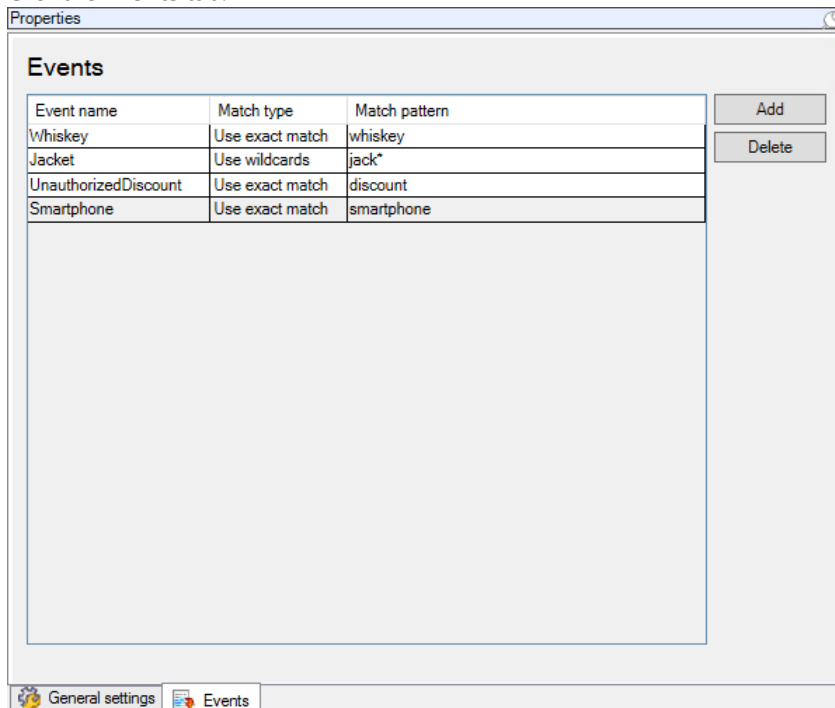 Properties
Events
Event name Match type Match pattern
Add
Whiskey Use exact match whiskey
Delete
Jacket Use wildcards jack*
UnauthorizedDiscount Use exact match discount
Smartphone Use exact match smartphone
General settings Events